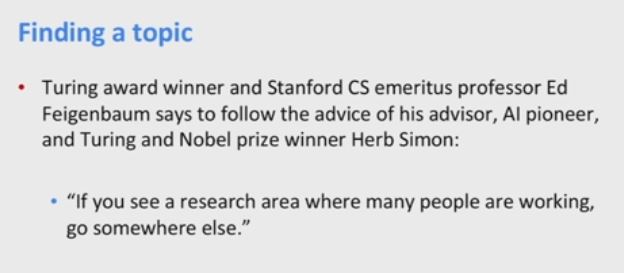 Finding a topic
• Turing award winner and Stanford CS emeritus professor Ed
Feigenbaum says to follow the advice of his advisor, AI pioneer,
and Turing and Nobel prize winner Herb Simon:
• “If you see a research area where many people are working,
go somewhere else.”